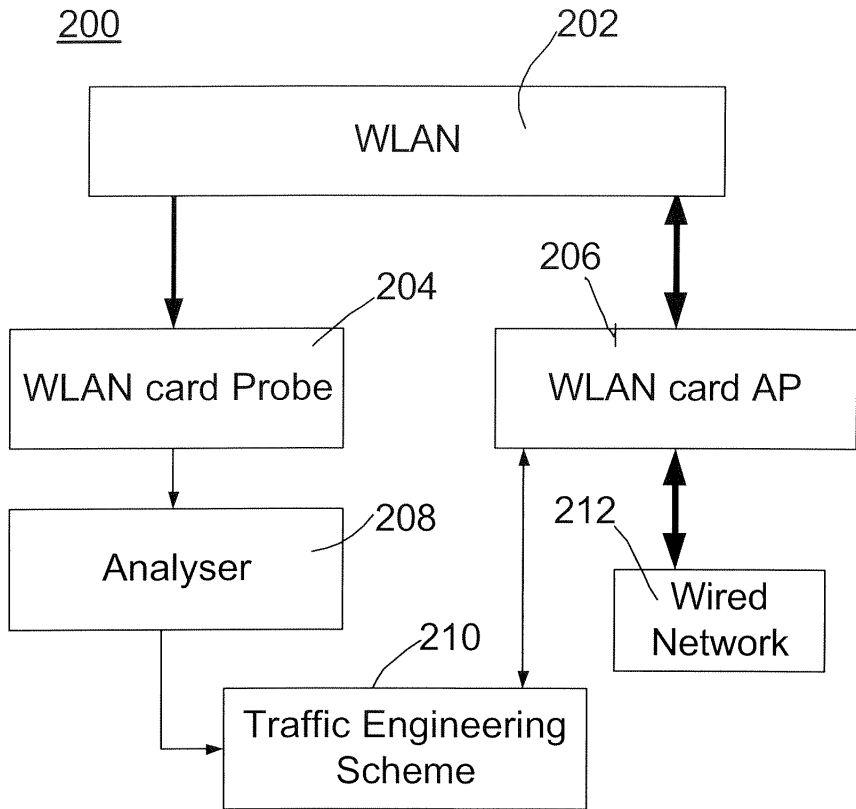 200
202
WLAN
204
206
WLAN card Probe
WLAN card AP
208
212
Analyser
Wired
Network
210
Traffic Engineering
Scheme